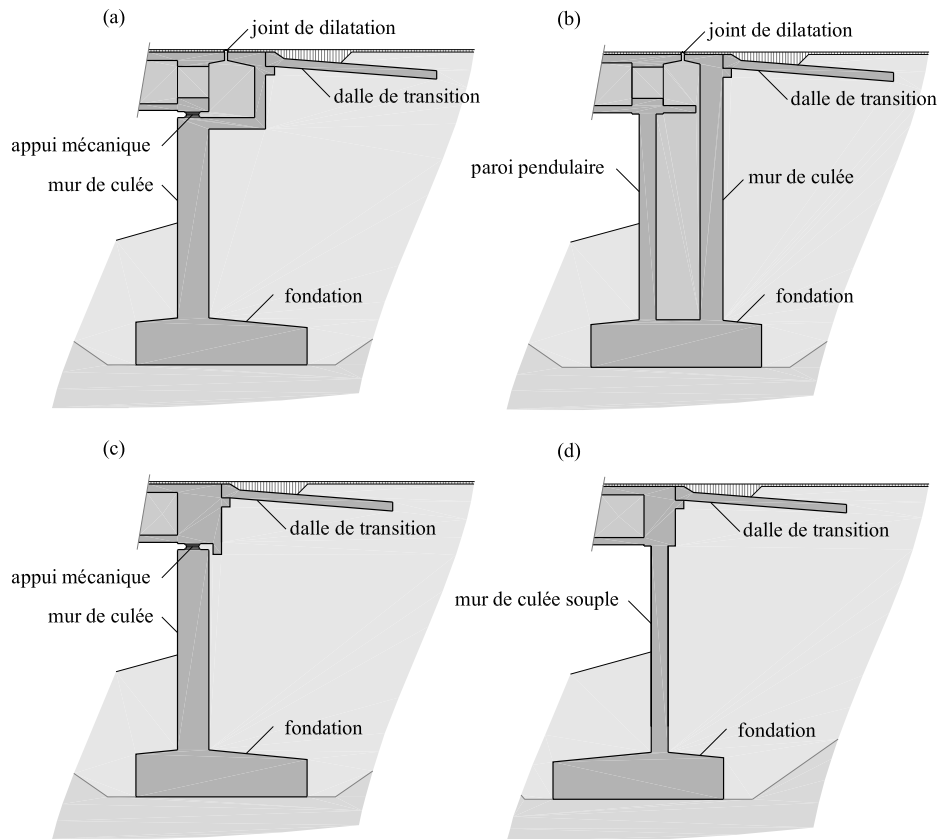 (a)
joint de dilatation
dalle de transition
appui mécanique
mur de culée
fondation
(b)
joint de dilatation
dalle de transition
paroi pendulaire
mur de culée
fondation
(c)
dalle de transition
appui mécanique
mur de culée
fondation
(d)
dalle de transition
mur de culée souple
fondation